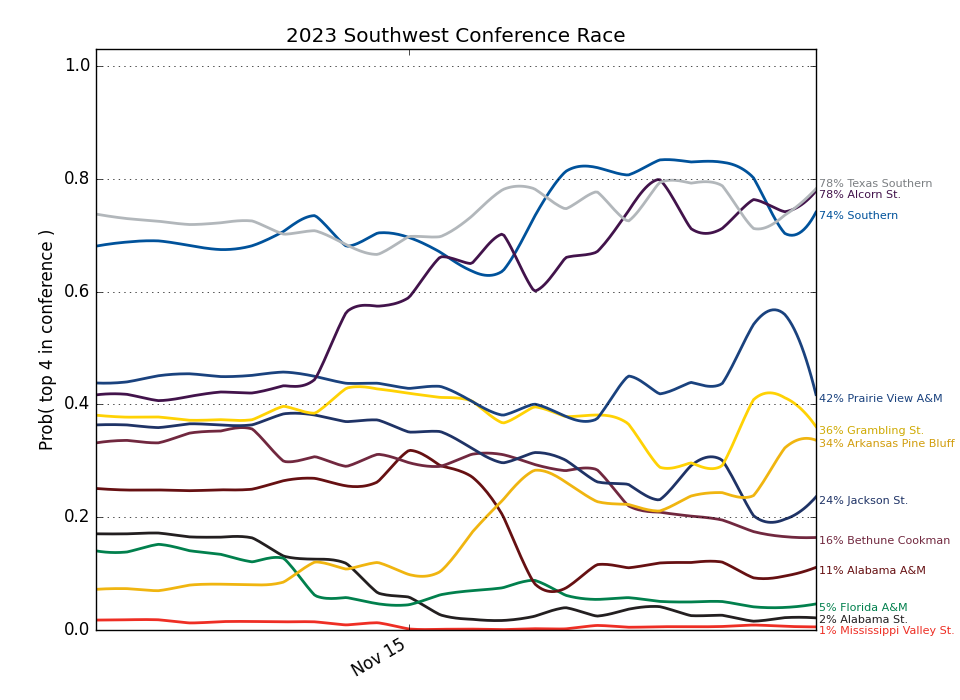 2023 Southwest Conference Race
Prob( top 4 in conference )
1.0
0.8
0.6
0.4
0.2
0.0
Nov 15
78% Texas Southern
78% Alcorn St.
74% Southern
42% Prairie View A&M
36% Grambling St.
34% Arkansas Pine Bluff
24% Jackson St.
16% Bethune Cookman
11% Alabama A&M
5% Florida A&M
2% Alabama St.
1% Mississippi Valley St.